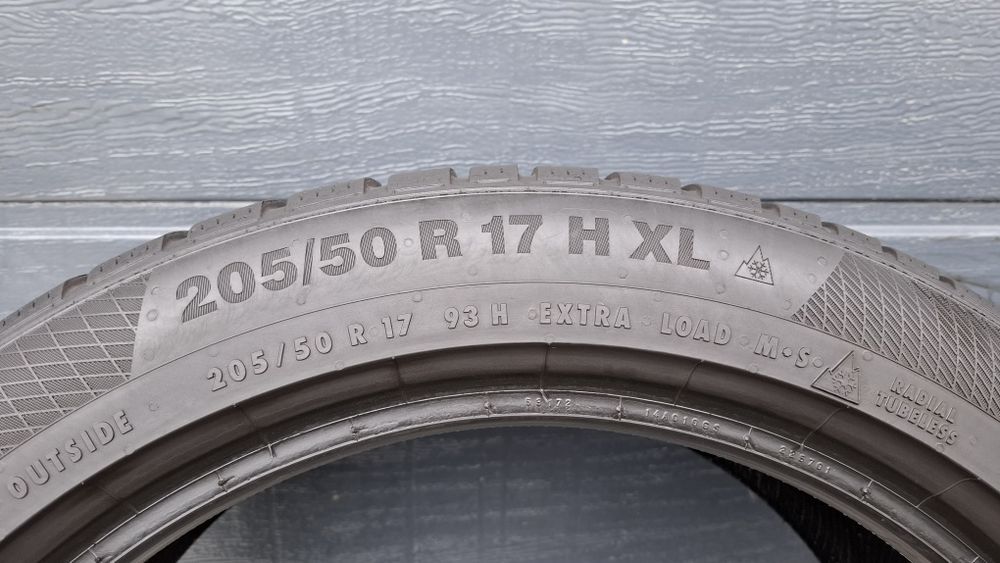 205/50 R 17 H XL
205/50 R 17 93 H EXTRA LOAD M•S•
RADIAL
TUBELESS
OUTSIDE